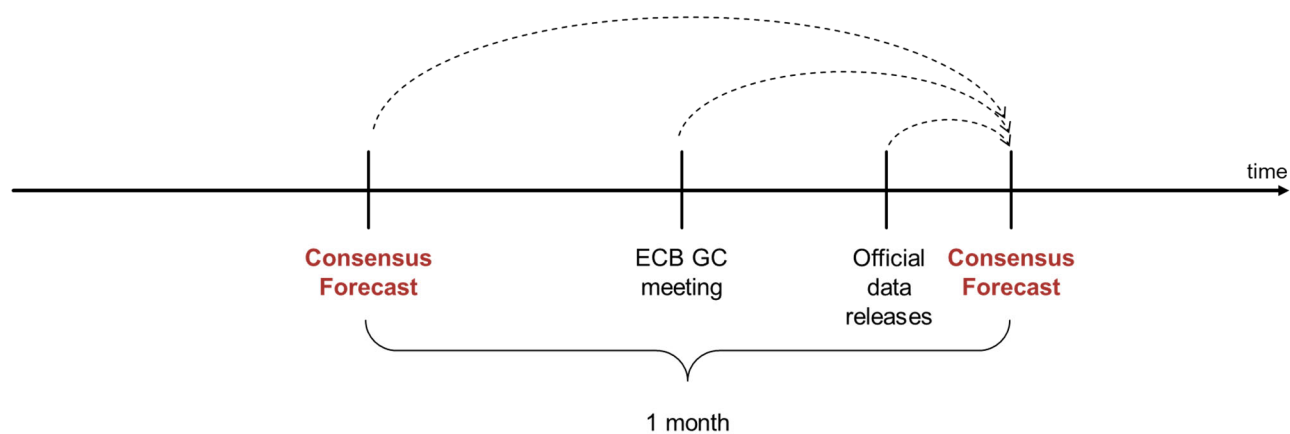 time
Consensus
Forecast
ECB GC
meeting
Official
data
releases
Consensus
Forecast
1 month